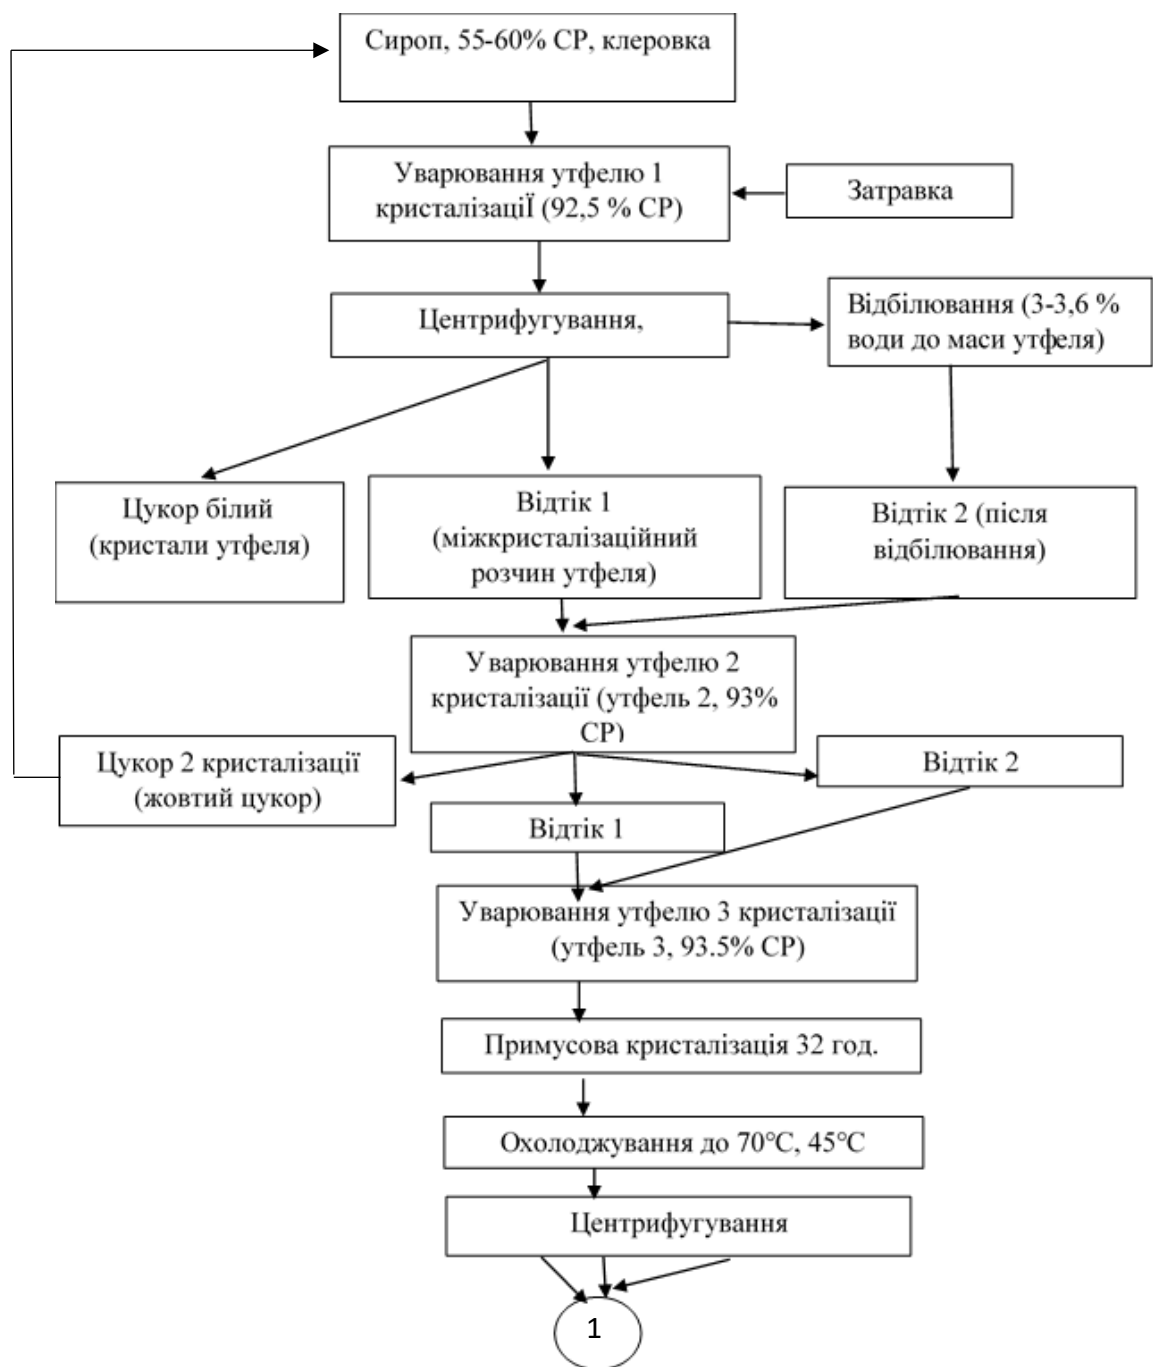 Сироп, 55-60% СР, клеровка
Уварювання утфелю 1
кристалізаціЇ (92,5 % СР)
Затравка
Центрифугування,
Відбілювання (3-3,6 %
води до маси утфеля)
Цукор білий
(кристали утфеля)
Відтік 1
(міжкристалізаційний
розчин утфеля)
Відтік 2 (після
відбілювання)
Уварювання утфелю 2
кристалізації (утфель 2, 93%
СР)
Цукор 2 кристалізації
(жовтий цукор)
Відтік 2
Відтік 1
Уварювання утфелю 3 кристалізації
(утфель 3, 93.5% СР)
Примусова кристалізація 32 год.
Охолоджування до 70°С, 45°С
Центрифугування
1